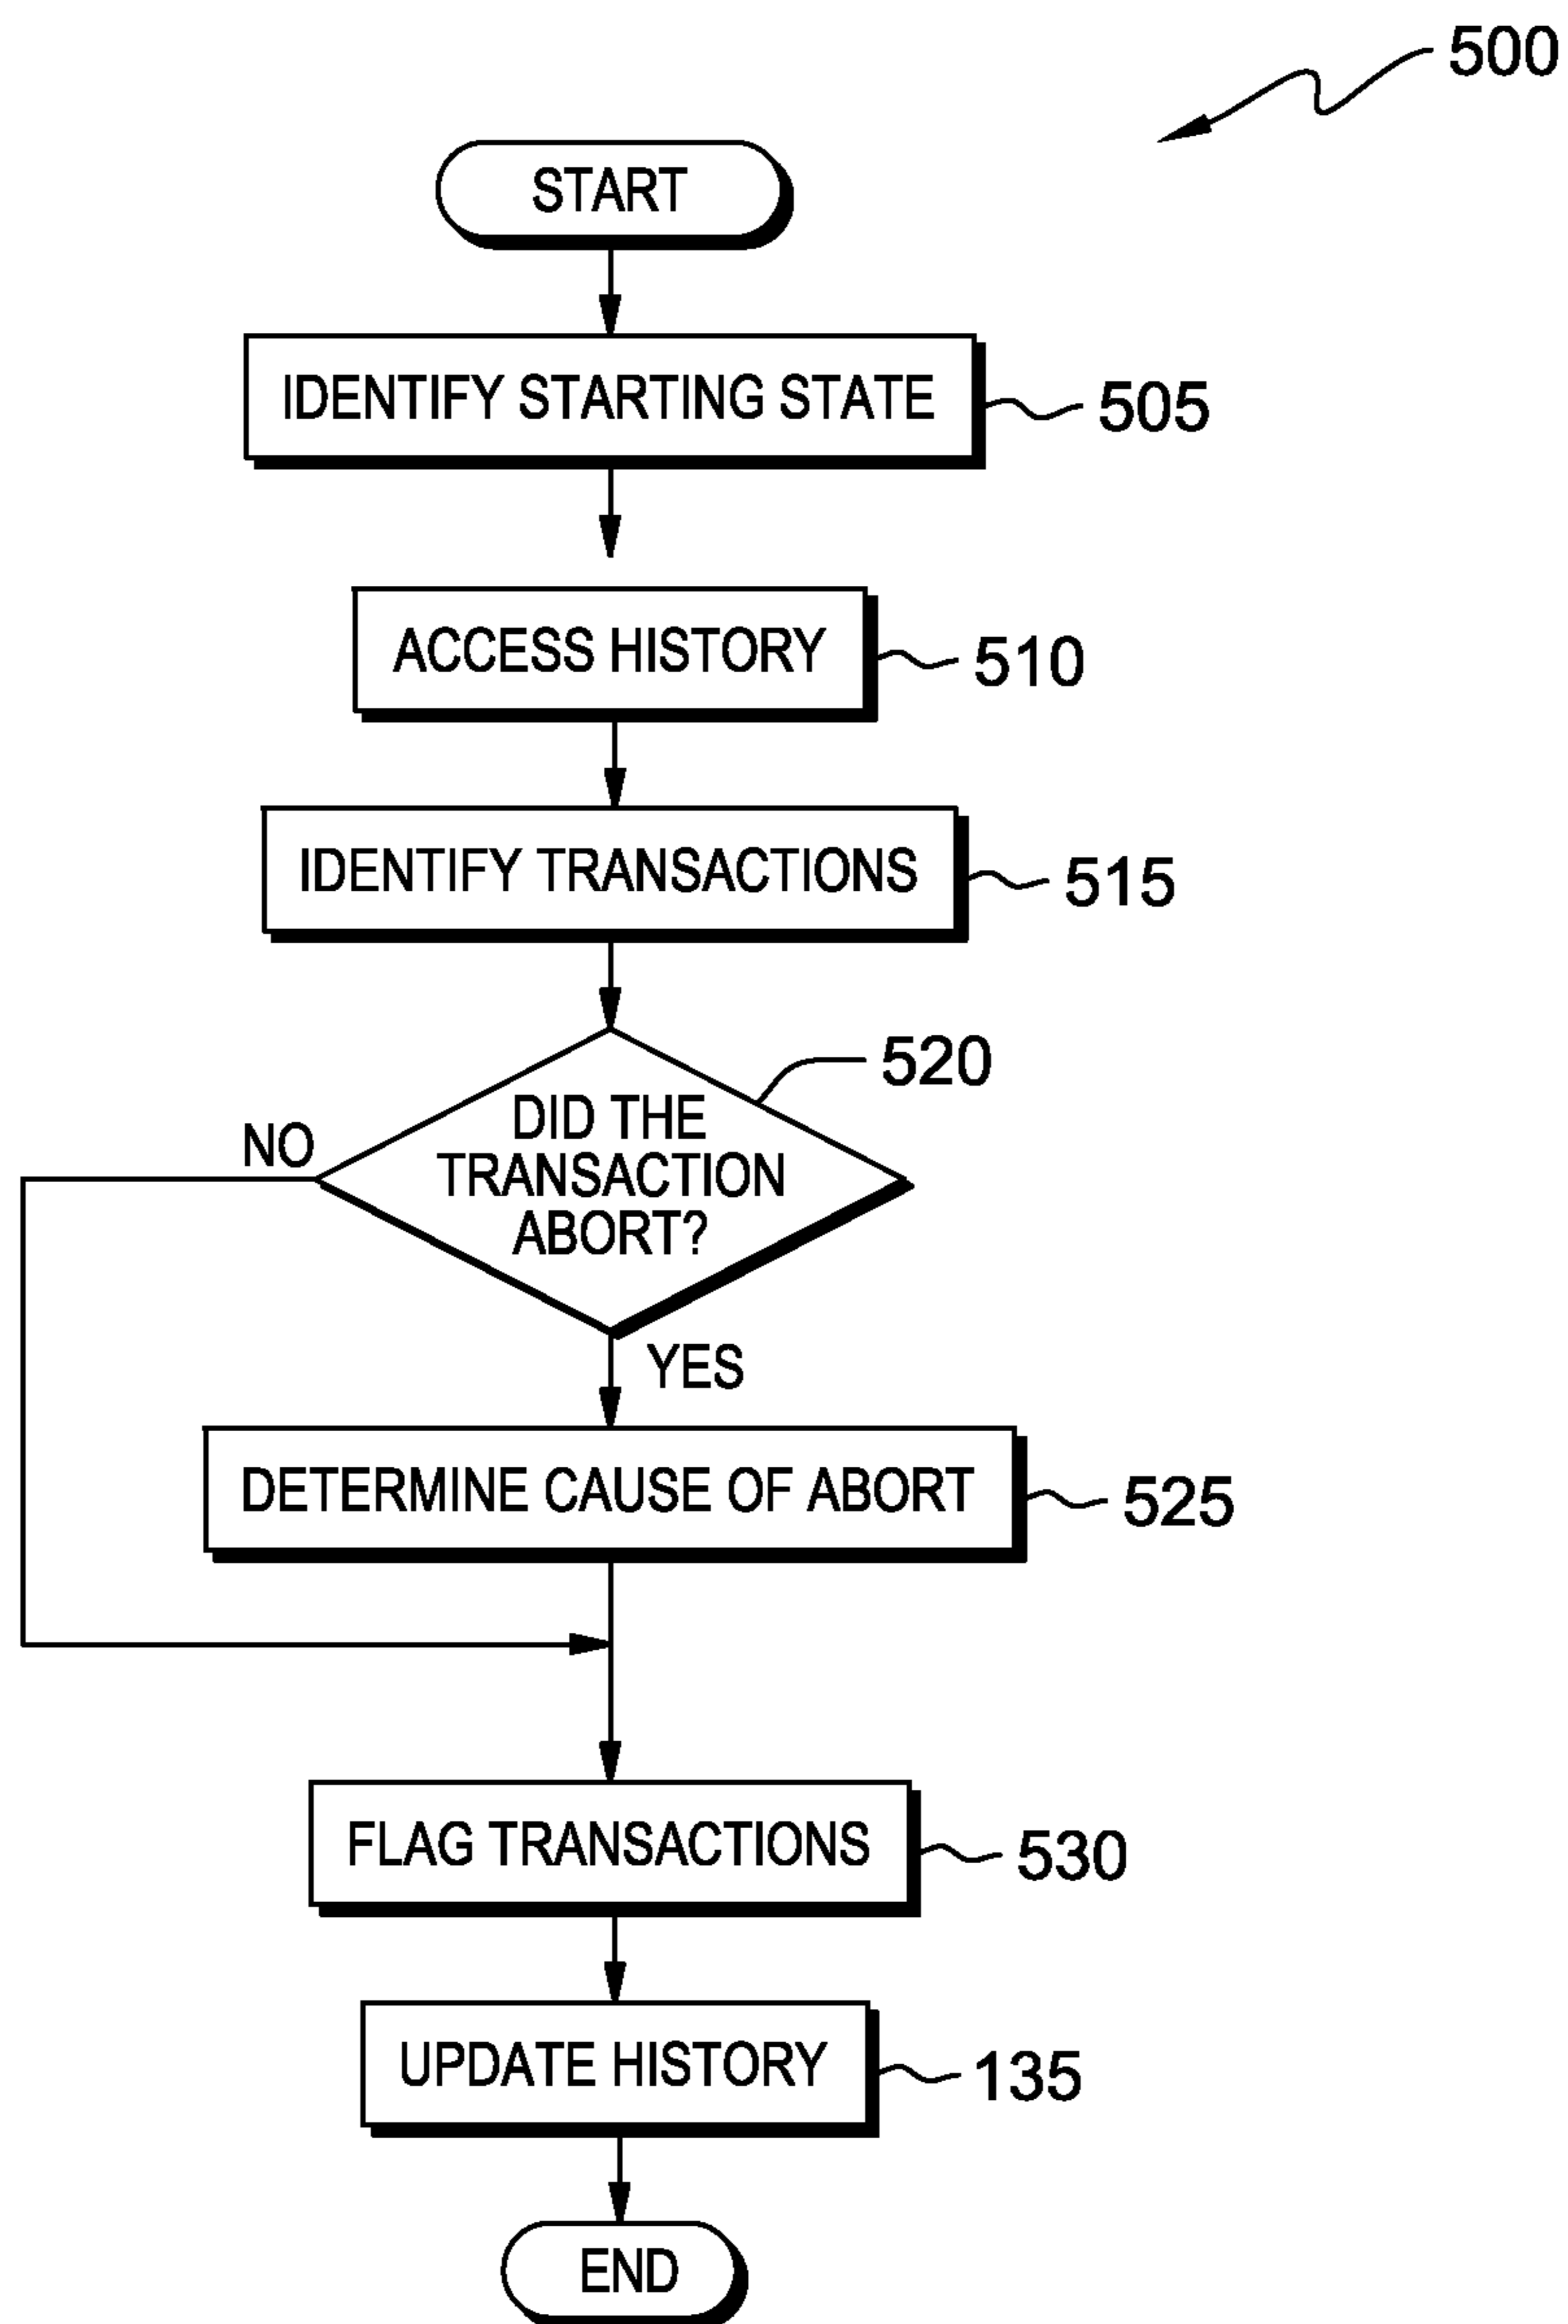 500
START
IDENTIFY STARTING STATE
505
ACCESS HISTORY
510
IDENTIFY TRANSACTIONS
515
520
DID THE
TRANSACTION
ABORT?
NO
YES
DETERMINE CAUSE OF ABORT
525
FLAG TRANSACTIONS
530
UPDATE HISTORY
135
END